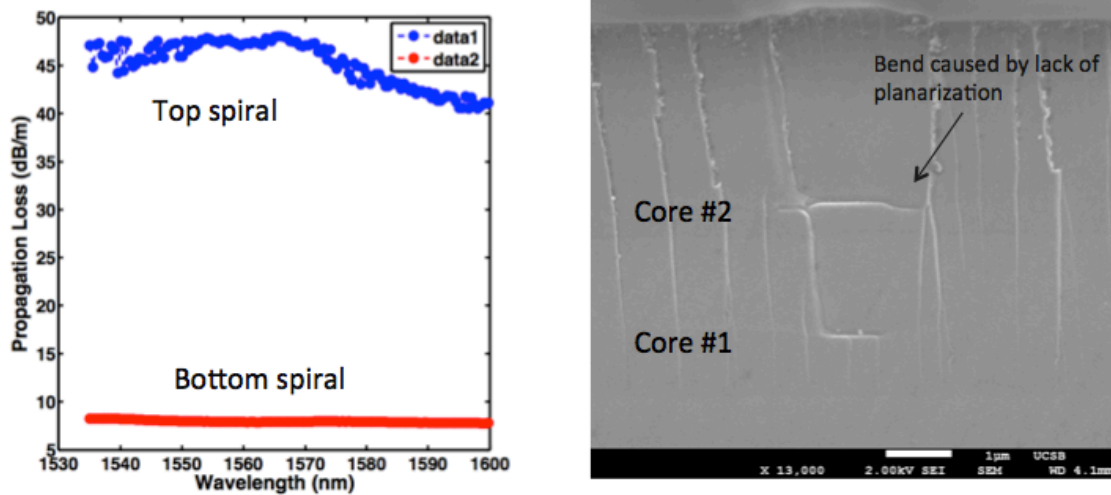 50
45
40
35
30
25
20
15
10
5
Propagation Loss (dB/m)
data1
data2
Top spiral
Bottom spiral
1530 1540 1550 1560 1570 1580 1590 1600
Wavelength (nm)
Bend caused by lack of
planarization
Core #2
Core #1
1µm UCSB
X 13,000 2.00kV SEI SEM WD 4.1mm